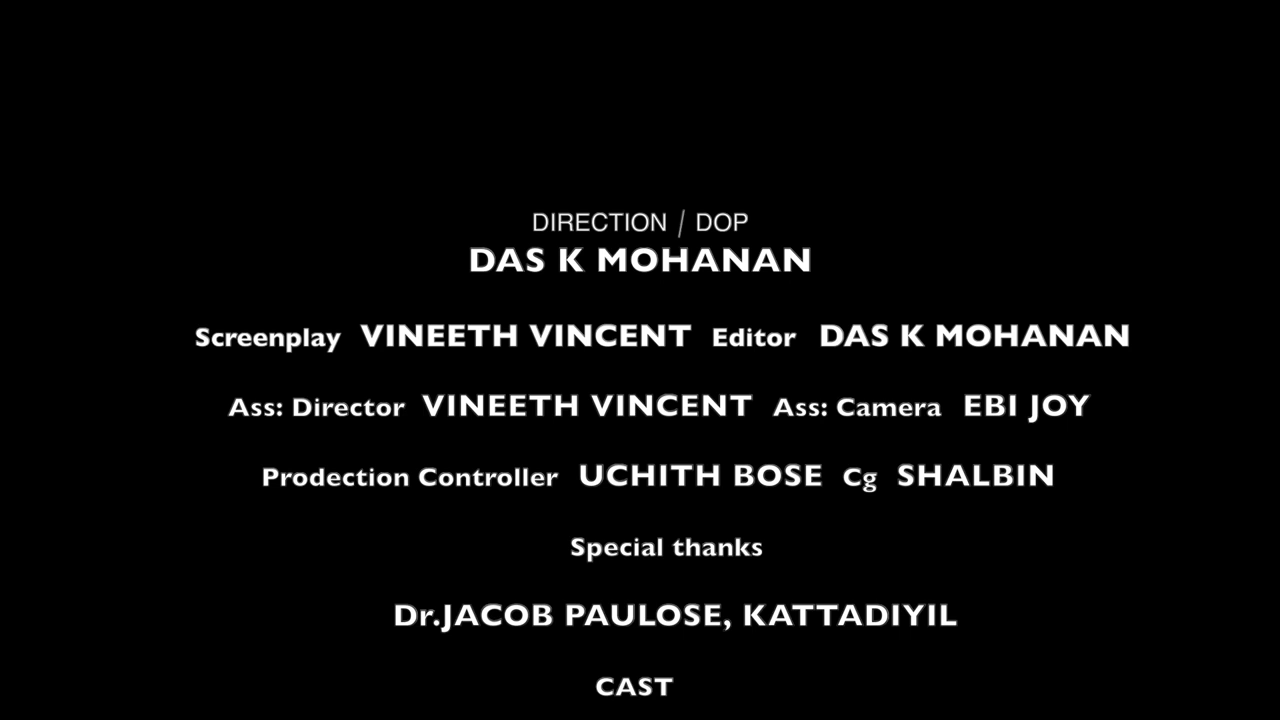 DIRECTION / DOP
DAS K MOHANAN
Screenplay VINEETH VINCENT Editor DAS K MOHANAN
Ass: Director VINEETH VINCENT Ass: Camera EBI JOY
Prodection Controller UCHITH BOSE Cg SHALBIN
Special thanks
Dr.JACOB PAULOSE, KATTADIYIL
CAST